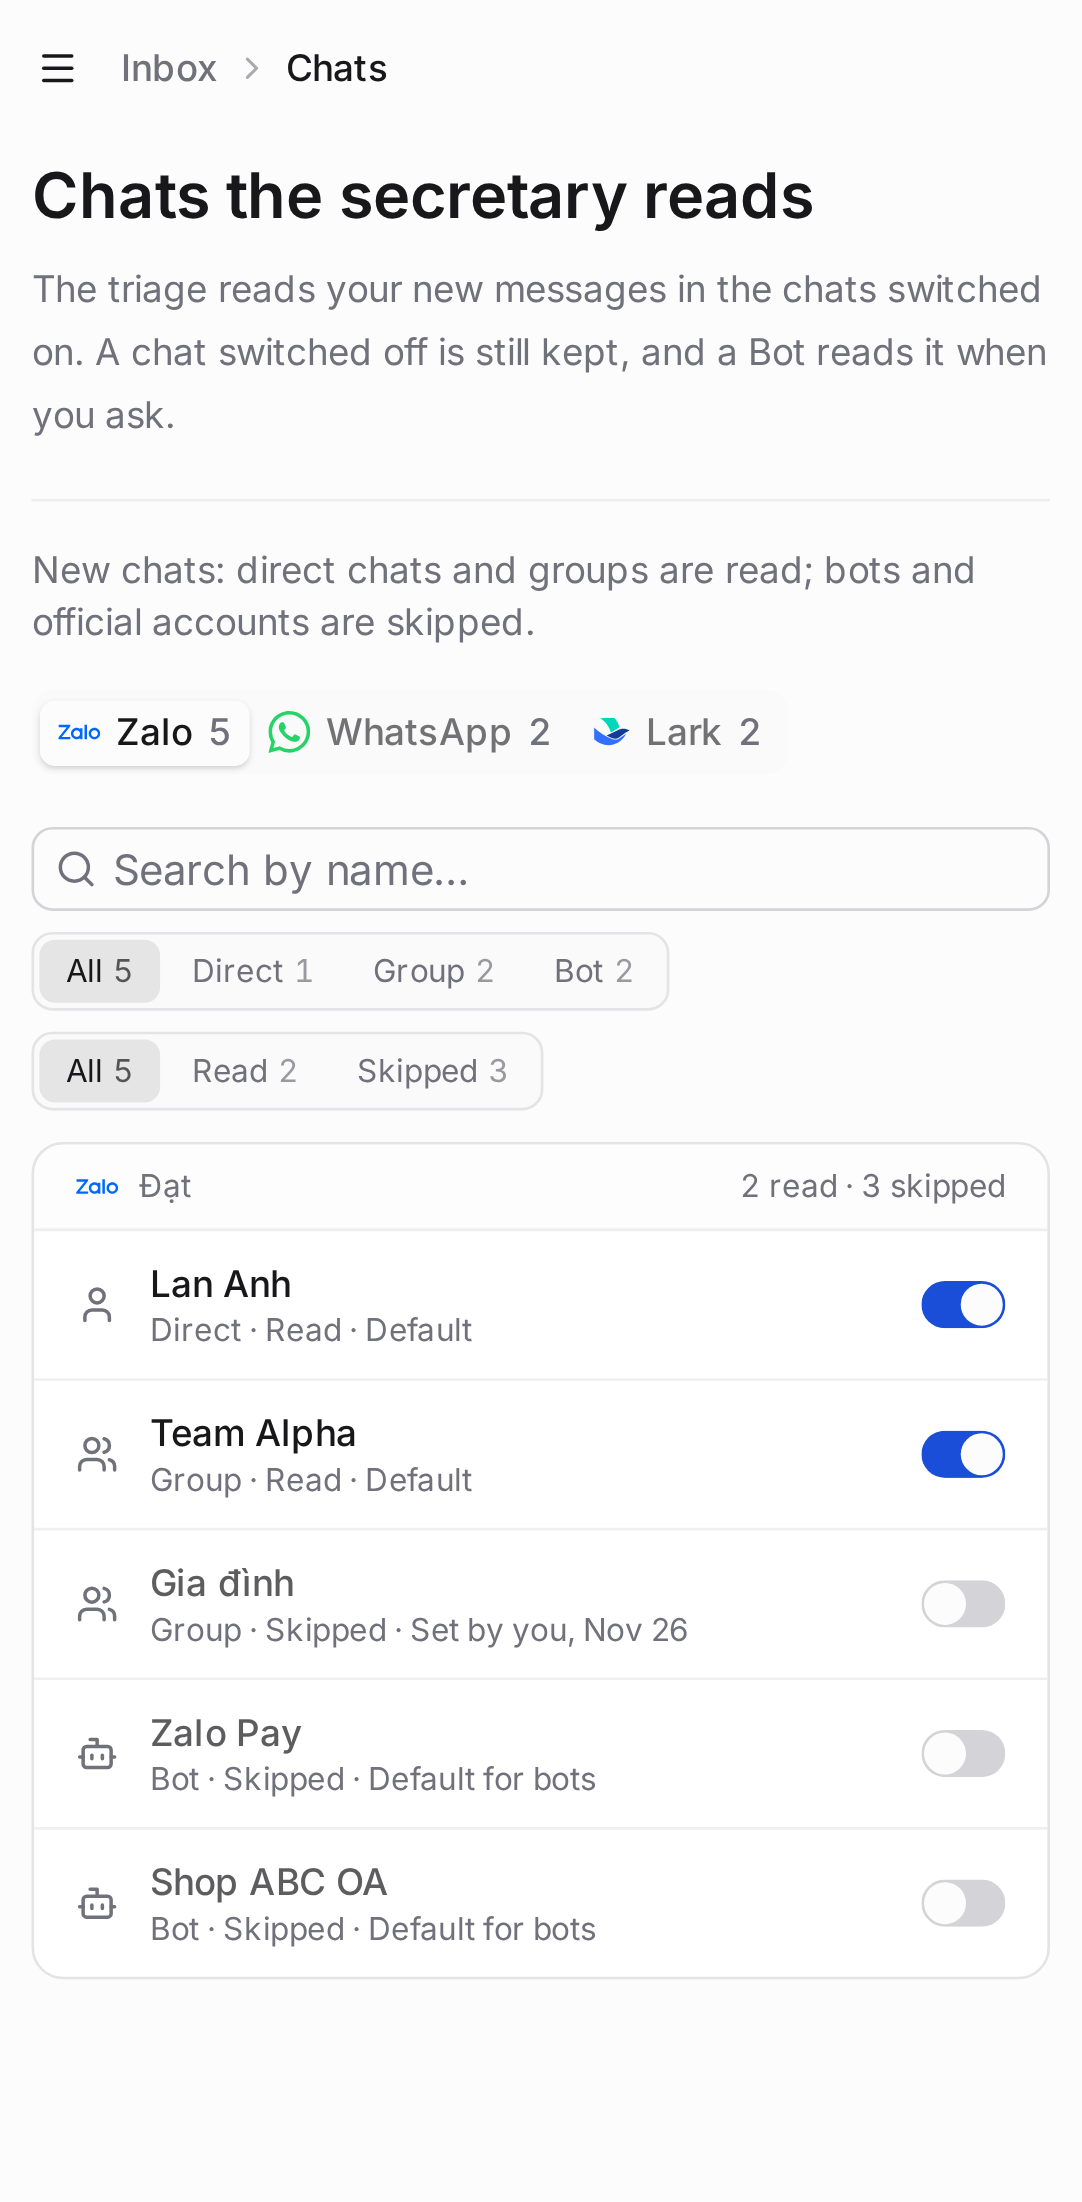 Inbox > Chats
Chats the secretary reads
The triage reads your new messages in the chats switched
on. A chat switched off is still kept, and a Bot reads it when
you ask.
New chats: direct chats and groups are read; bots and
official accounts are skipped.
Zalo Zalo 5 WhatsApp 2 Lark 2
Search by name...
All 5 Direct 1 Group 2 Bot 2
All 5 Read 2 Skipped 3
Zalo Đạt 2 read · 3 skipped
Lan Anh
Direct · Read · Default
Team Alpha
Group · Read · Default
Gia đình
Group · Skipped · Set by you, Nov 26
Zalo Pay
Bot · Skipped · Default for bots
Shop ABC OA
Bot · Skipped · Default for bots